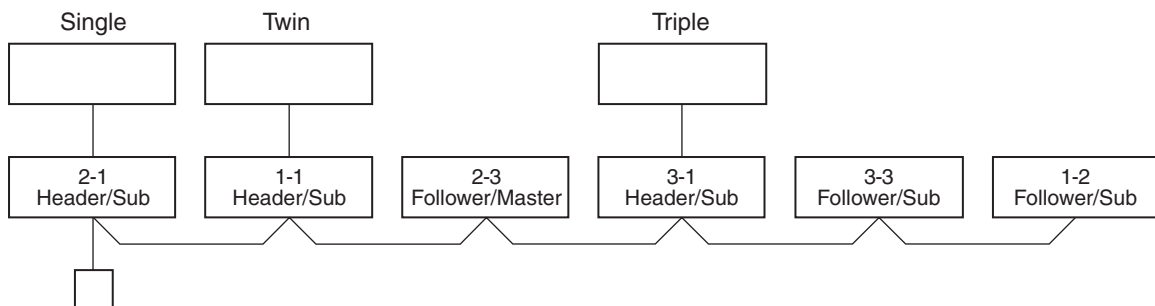 Single
Twin
Triple
2-1
Header/Sub
1-1
Header/Sub
2-3
Follower/Master
3-1
Header/Sub
3-3
Follower/Sub
1-2
Follower/Sub